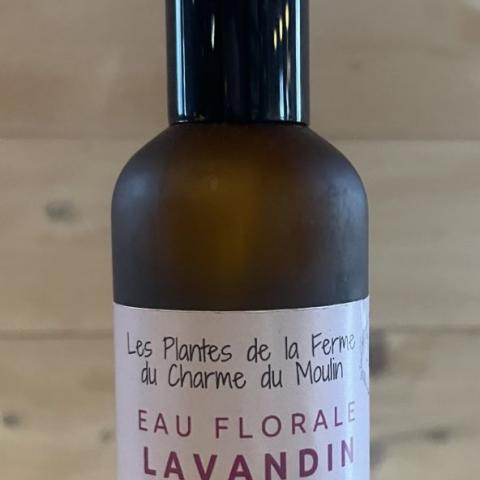 Les Plantes de la Ferme
du Charme du Moulin
EAU FLORALE
LAVANDIN